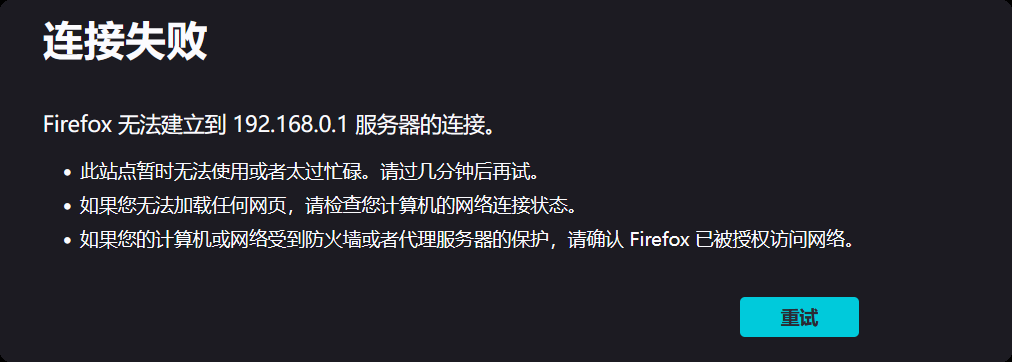 连接失败
Firefox 无法建立到 192.168.0.1 服务器的连接。
此站点暂时无法使用或者太过忙碌。请过几分钟后再试。
如果您无法加载任何网页，请检查您计算机的网络连接状态。
如果您的计算机或网络受到防火墙或者代理服务器的保护，请确认 Firefox 已被授权访问网络。
重试